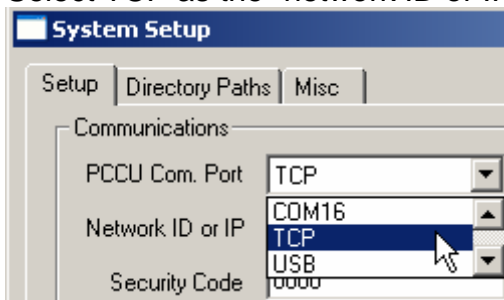 System Setup
Setup Directory Paths Misc
Communications
PCCU Com. Port TCP
COM16
Network ID or IP TCP
USB
Security Code 0000